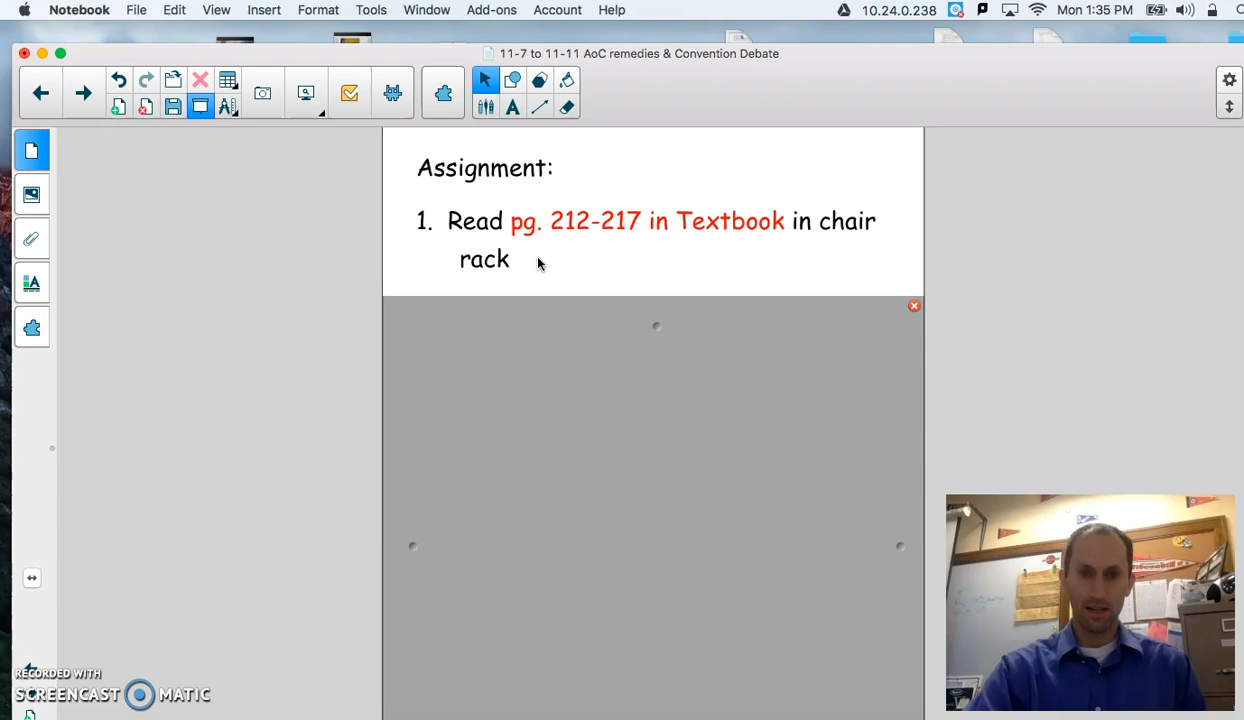 Notebook File Edit View Insert Format Tools Window Add-ons Account Help 10.24.0.238 Mon 1:35 PM
11-7 to 11-11 AoC remedies & Convention Debate
Assignment:
1. Read pg. 212-217 in Textbook in chair
rack
RECORDED WITH
SCREENCAST MATIC